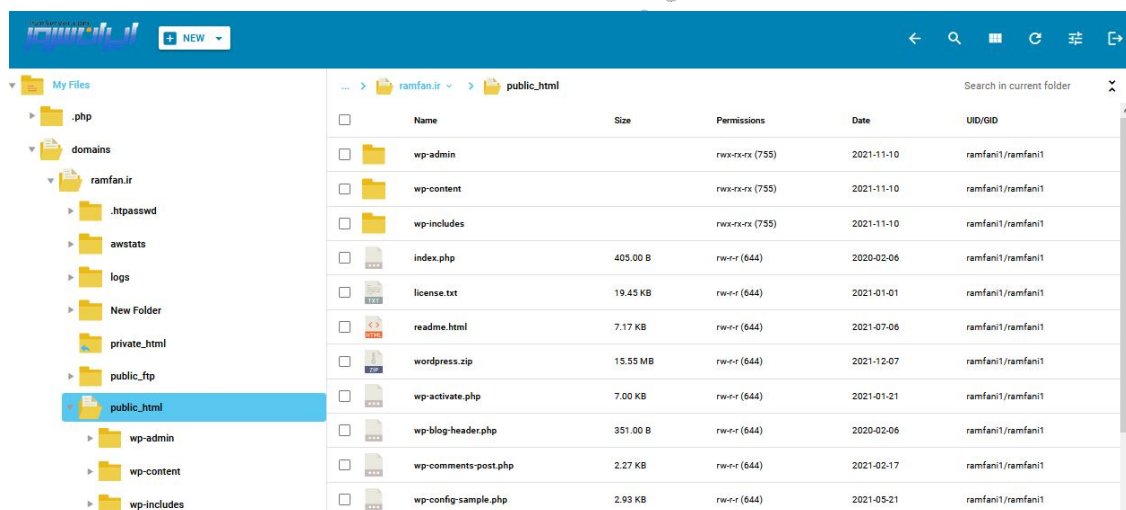 ایران سرور
NEW
My Files
.php
domains
ramfan.ir
.htpasswd
awstats
logs
New Folder
private_html
public_ftp
public_html
wp-admin
wp-content
wp-includes
... > ramfan.ir > public_html
Search in current folder
Name Size Permissions Date UID/GID
wp-admin rwx-rx-rx (755) 2021-11-10 ramfani1/ramfani1
wp-content rwx-rx-rx (755) 2021-11-10 ramfani1/ramfani1
wp-includes rwx-rx-rx (755) 2021-11-10 ramfani1/ramfani1
index.php 405.00 B rw-r-r (644) 2020-02-06 ramfani1/ramfani1
TXT license.txt 19.45 KB rw-r-r (644) 2021-01-01 ramfani1/ramfani1
HTML readme.html 7.17 KB rw-r-r (644) 2021-07-06 ramfani1/ramfani1
ZIP wordpress.zip 15.55 MB rw-r-r (644) 2021-12-07 ramfani1/ramfani1
wp-activate.php 7.00 KB rw-r-r (644) 2021-01-21 ramfani1/ramfani1
wp-blog-header.php 351.00 B rw-r-r (644) 2020-02-06 ramfani1/ramfani1
wp-comments-post.php 2.27 KB rw-r-r (644) 2021-02-17 ramfani1/ramfani1
wp-config-sample.php 2.93 KB rw-r-r (644) 2021-05-21 ramfani1/ramfani1